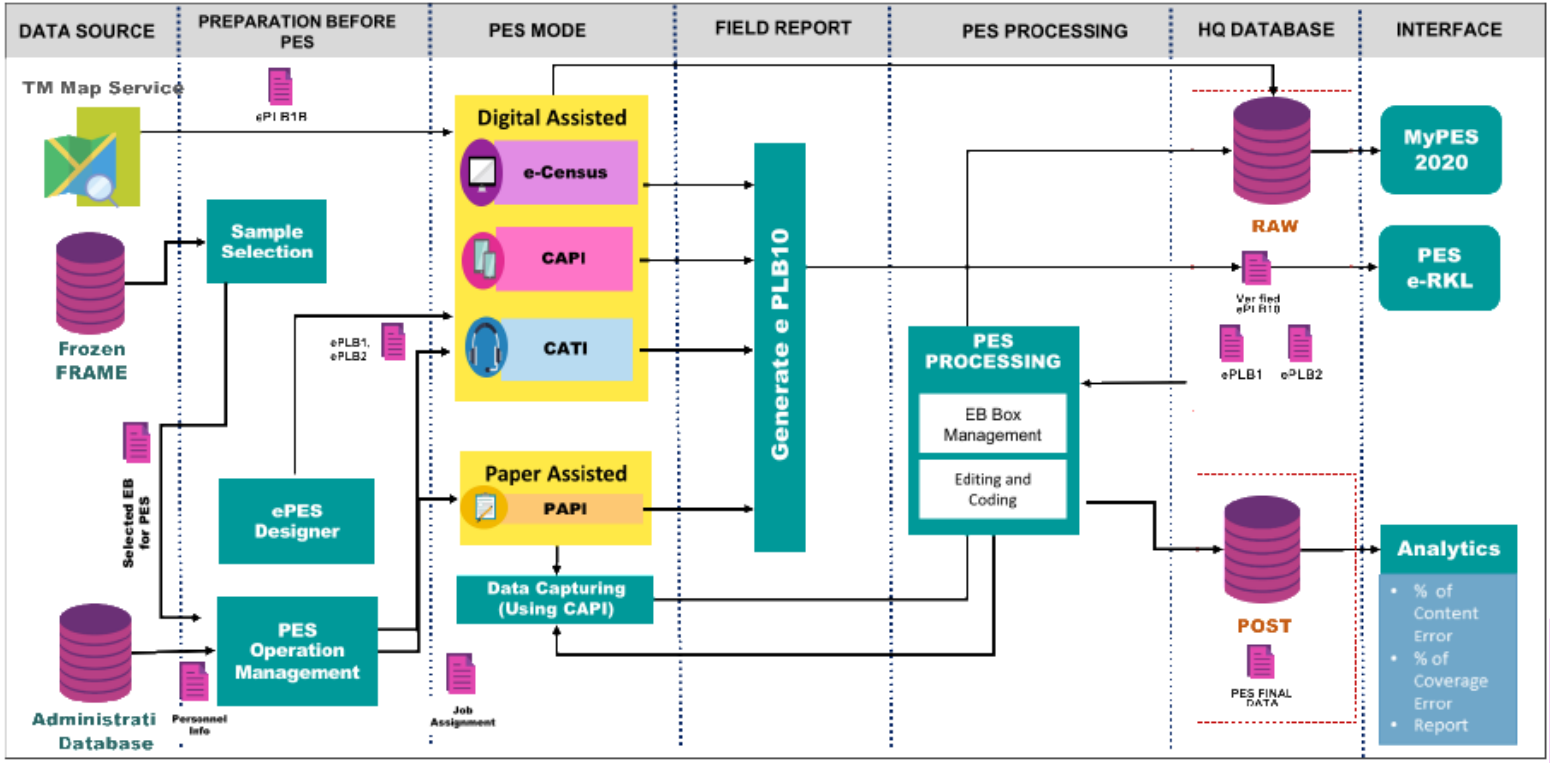 DATA SOURCE
PREPARATION BEFORE
PES
PES MODE
FIELD REPORT
PES PROCESSING
HQ DATABASE
INTERFACE
TM Map Service
ePLB1B
Frozen
FRAME
Selected EB
for PES
Administrati
Database
Sample
Selection
ePLB1,
ePLB2
ePES
Designer
PES
Operation
Management
Personnel
Info
Digital Assisted
e-Census
CAPI
CATI
Paper Assisted
PAPI
Data Capturing
(Using CAPI)
Job
Assignment
Generate e PLB10
PES
PROCESSING
EB Box
Management
Editing and
Coding
RAW
Verified
ePLB10
ePLB1
ePLB2
POST
PES FINAL
DATA
MyPES
2020
PES
e-RKL
Analytics
• % of
Content
Error
• % of
Coverage
Error
• Report